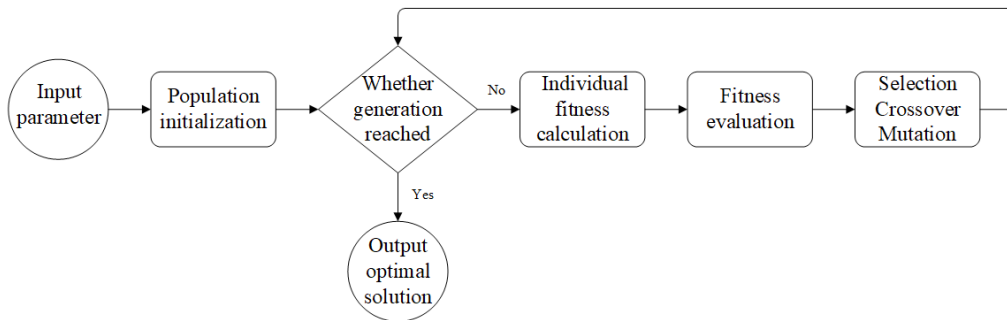 Input
parameter
Population
initialization
Whether
generation
reached
No
Individual
fitness
calculation
Fitness
evaluation
Selection
Crossover
Mutation
Yes
Output
optimal
solution